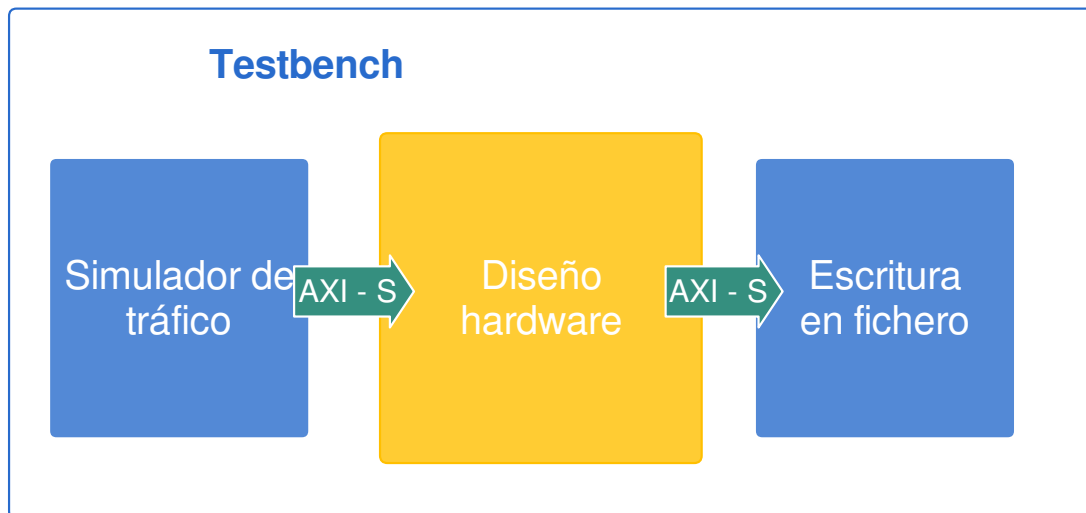 Testbench
Simulador de
tráfico
AXI - S
Diseño
hardware
AXI - S
Escritura
en fichero